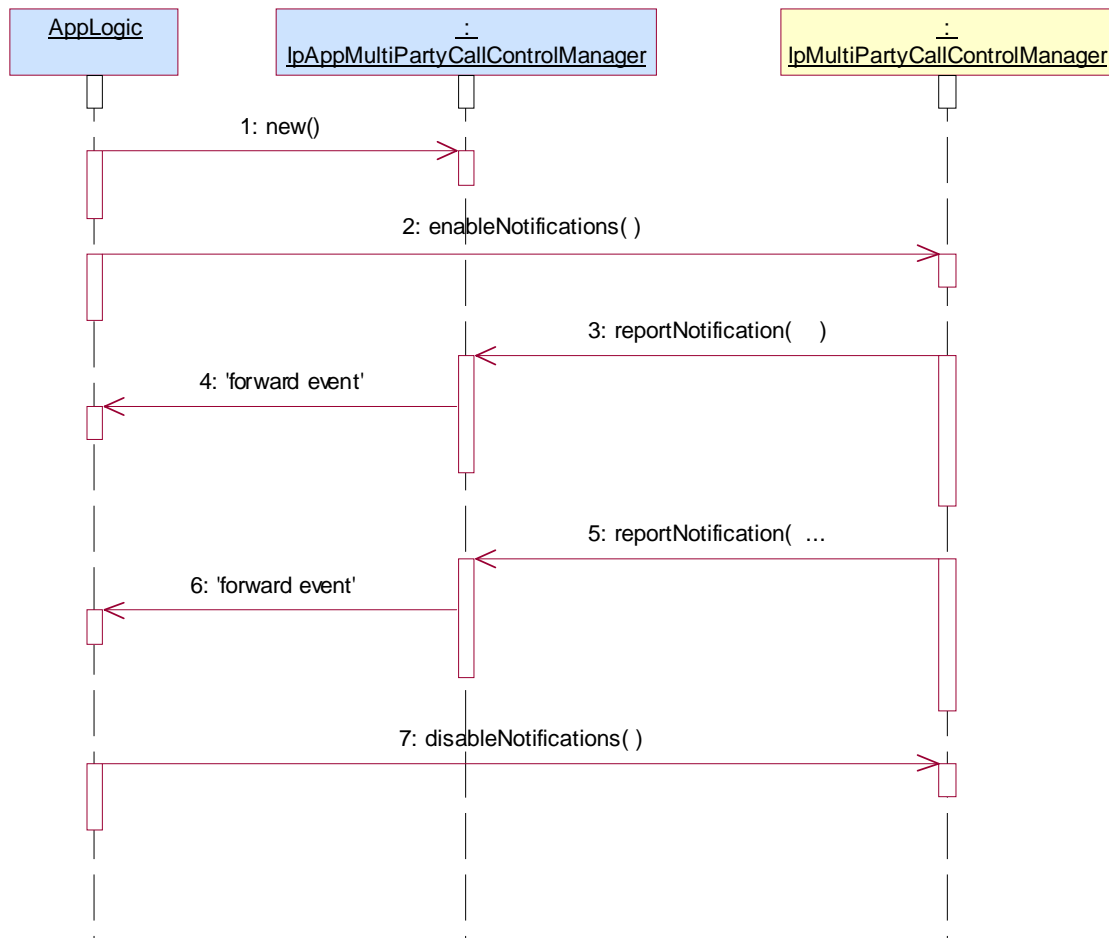 AppLogic
:
IpAppMultiPartyCallControlManager
:
IpMultiPartyCallControlManager
1: new()
2: enableNotifications( )
3: reportNotification(    )
4: 'forward event'
5: reportNotification(  ...
6: 'forward event'
7: disableNotifications( )